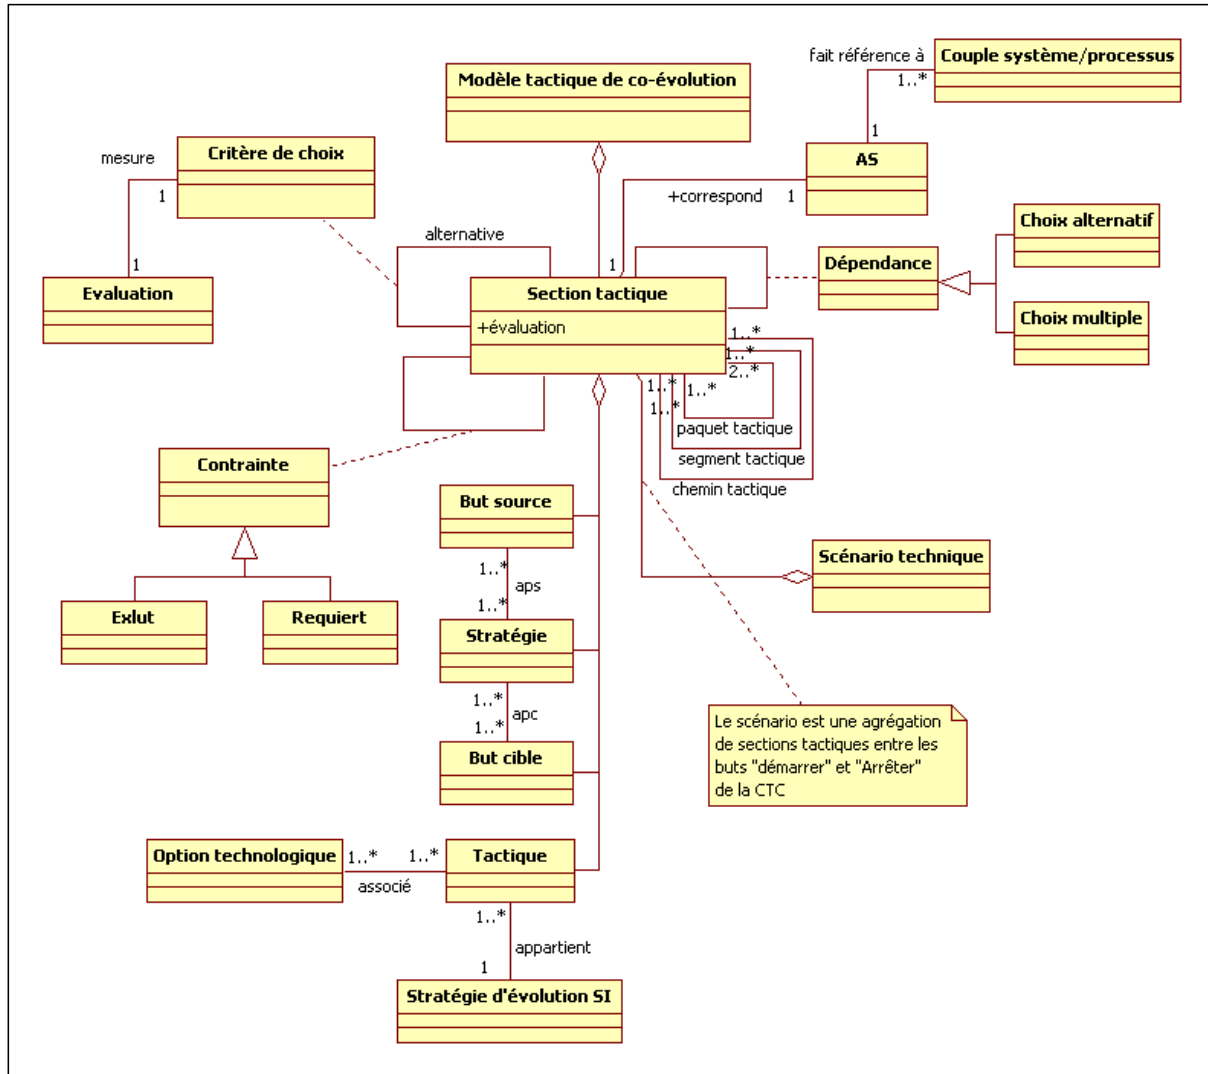 fait référence à
Couple système/processus
1..*
Modèle tactique de co-évolution
1
AS
mesure
Critère de choix
1
+correspond
1
Choix alternatif
alternative
Dépendance
1
1
Evaluation
Section tactique
Choix multiple
+évaluation
1..*
1..*
2..*
1..*
1..*
1..*
paquet tactique
segment tactique
chemin tactique
Contrainte
But source
Scénario technique
1..*
aps
1..*
Exlut
Requiert
Stratégie
1..*
apc
1..*
Le scénario est une agrégation
de sections tactiques entre les
buts "démarrer" et "Arrêter"
de la CTC
But cible
Option technologique
1..*
1..*
Tactique
associé
1..*
appartient
1
Stratégie d'évolution SI